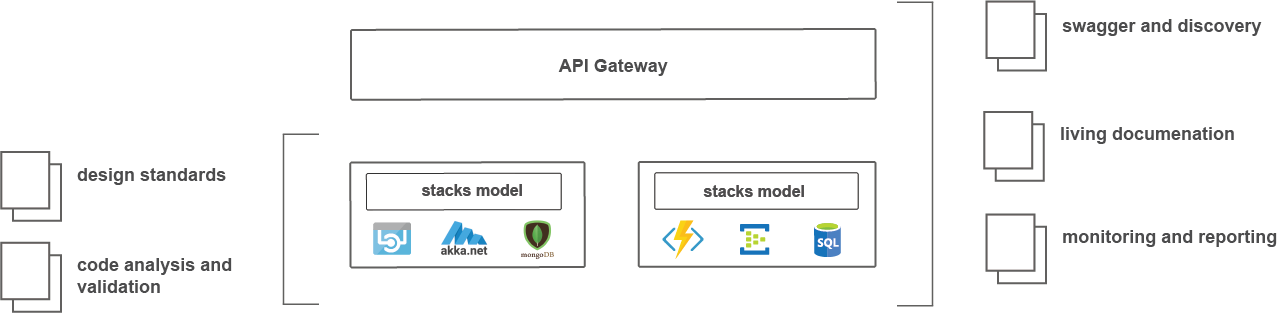 swagger and discovery
API Gateway
living documenation
design standards
stacks model
stacks model
akka.net
mongoDB
SQL
monitoring and reporting
code analysis and
validation